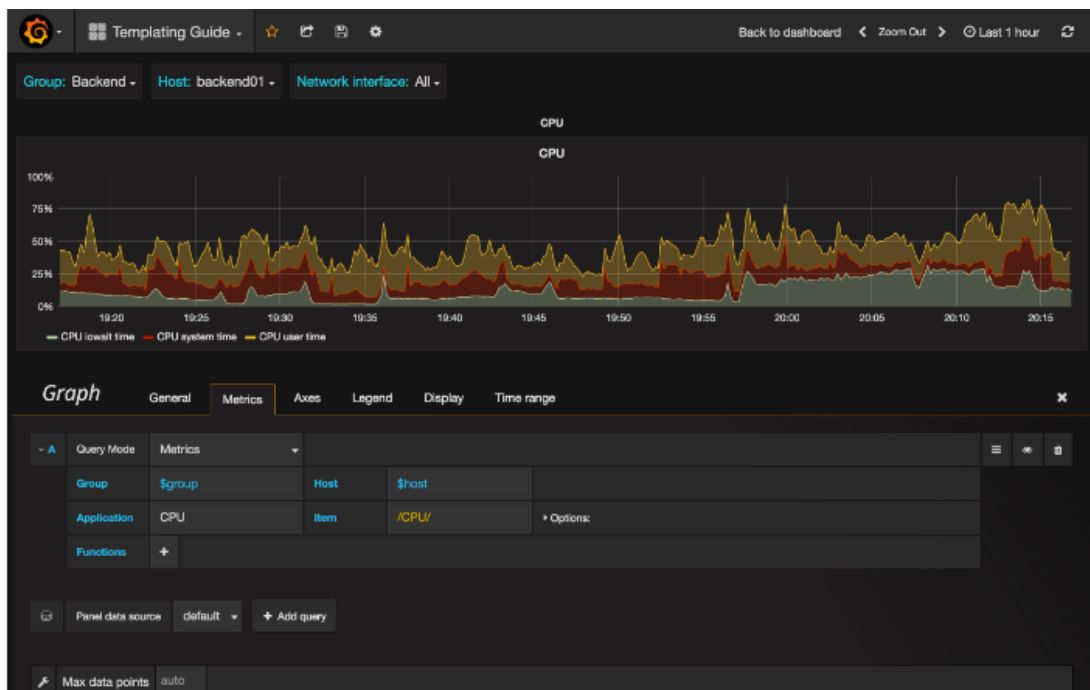 Templating Guide
Back to dashboard Zoom Out Last 1 hour
Group: Backend Host: backend01 Network interface: All
CPU
CPU
100%
75%
50%
25%
0%
19:20 19:25 19:30 19:35 19:40 19:45 19:50 19:55 20:00 20:05 20:10 20:15
CPU iowait time CPU system time CPU user time
Graph General Metrics Axes Legend Display Time range
A Query Mode Metrics
Group $group Host $host
Application CPU Item /CPU/ Options:
Functions +
Panel data source default + Add query
Max data points auto